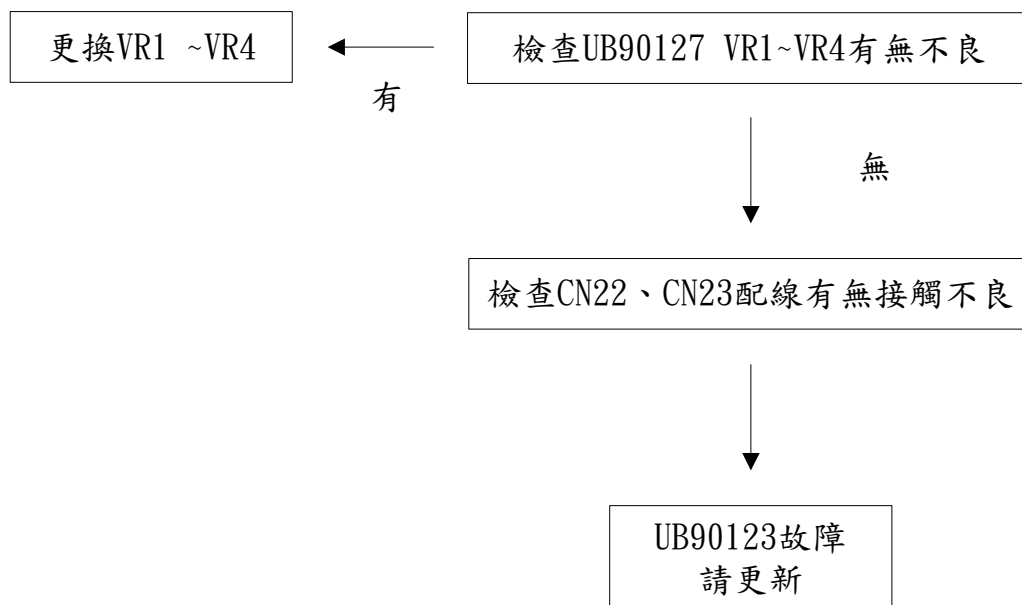 更換VR1 ~VR4
檢查UB90127 VR1~VR4有無不良
有
無
檢查CN22、CN23配線有無接觸不良
UB90123故障
請更新